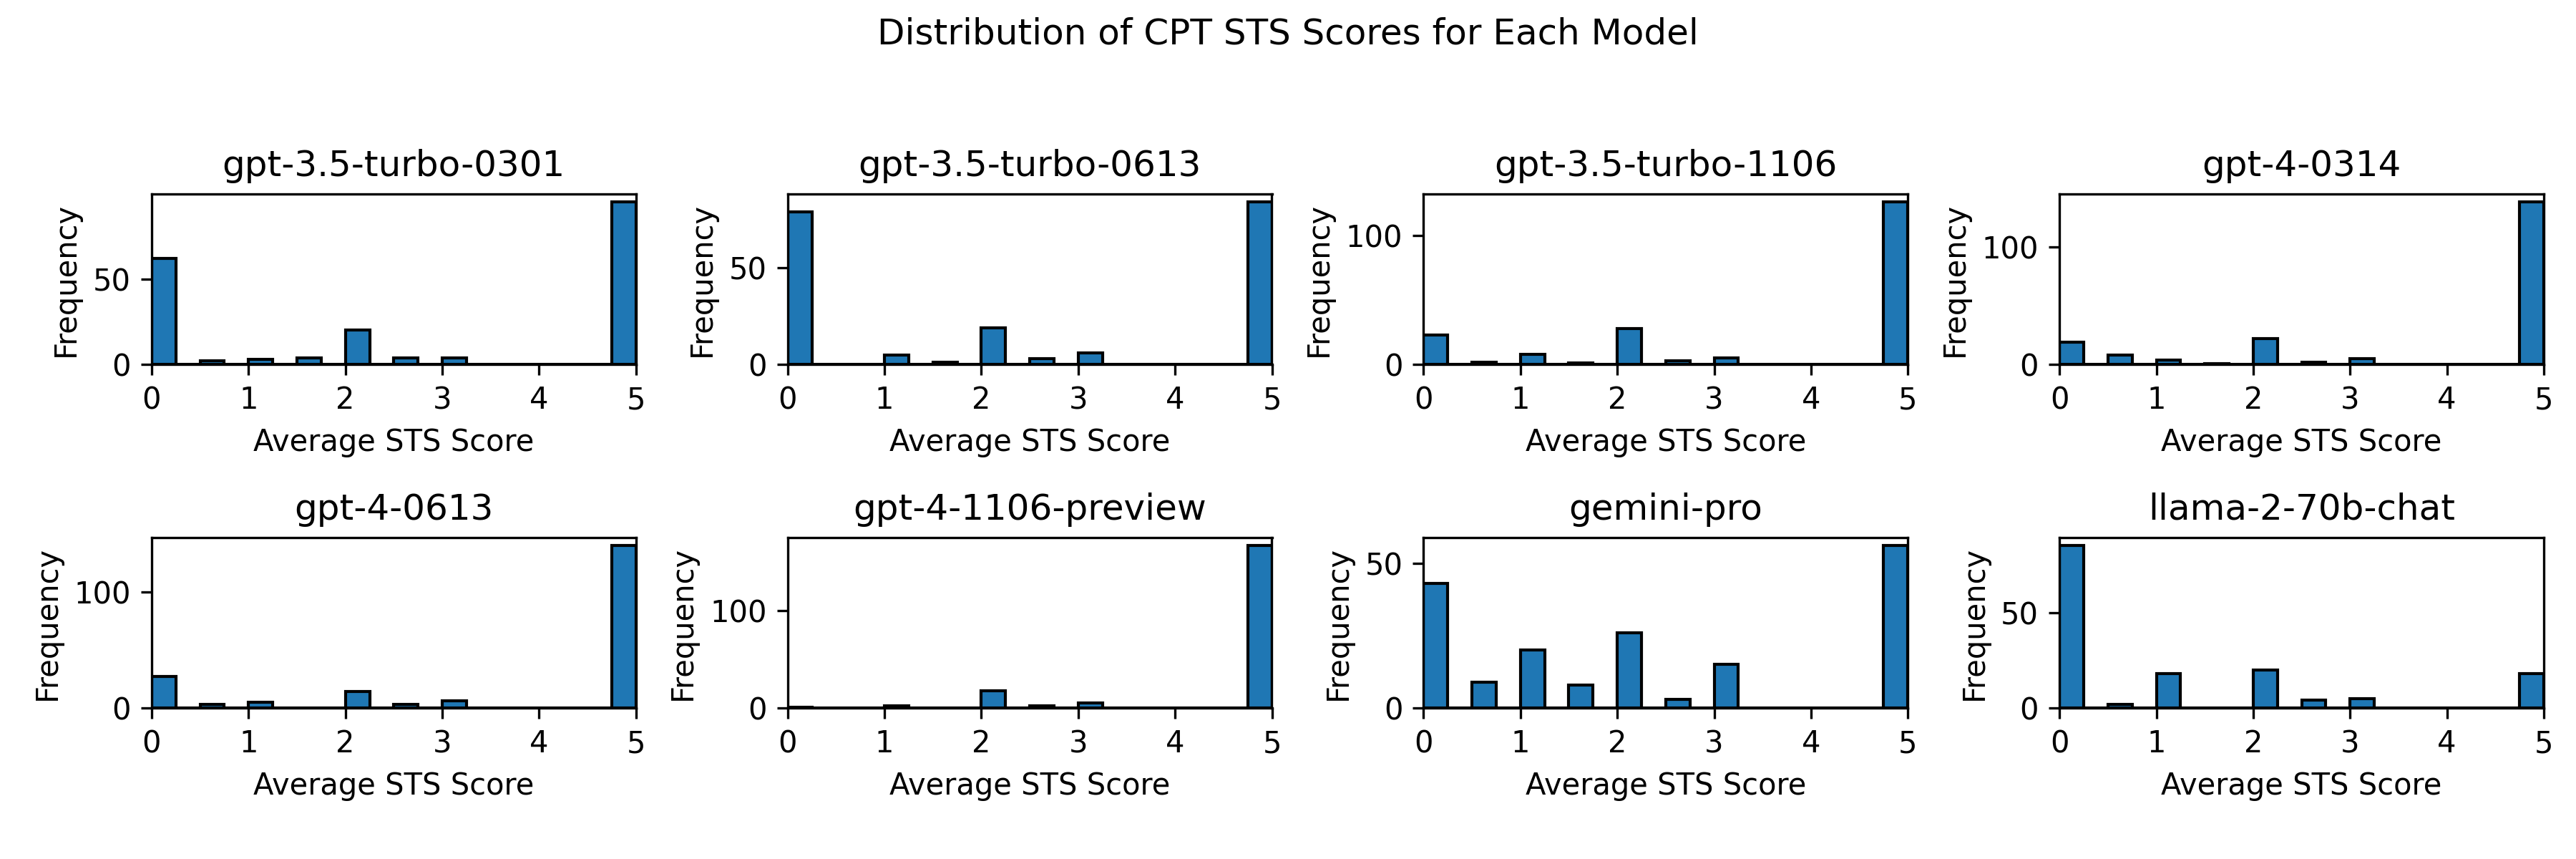 Distribution of CPT STS Scores for Each Model
gpt-3.5-turbo-0301
Frequency
50
0
0 1 2 3 4 5
Average STS Score
gpt-3.5-turbo-0613
Frequency
50
0
0 1 2 3 4 5
Average STS Score
gpt-3.5-turbo-1106
Frequency
100
0
0 1 2 3 4 5
Average STS Score
gpt-4-0314
Frequency
100
0
0 1 2 3 4 5
Average STS Score
gpt-4-0613
Frequency
100
0
0 1 2 3 4 5
Average STS Score
gpt-4-1106-preview
Frequency
100
0
0 1 2 3 4 5
Average STS Score
gemini-pro
Frequency
50
0
0 1 2 3 4 5
Average STS Score
llama-2-70b-chat
Frequency
50
0
0 1 2 3 4 5
Average STS Score